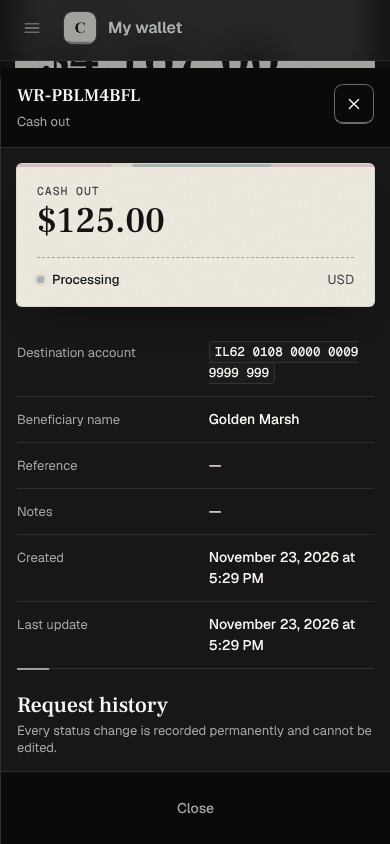 C
My wallet
WR-PBLM4BFL
Cash out
CASH OUT
$125.00
Processing
USD
Destination account
IL62 0108 0000 0009
9999 999
Beneficiary name
Golden Marsh
Reference
—
Notes
—
Created
November 23, 2026 at
5:29 PM
Last update
November 23, 2026 at
5:29 PM
Request history
Every status change is recorded permanently and cannot be
edited.
Close